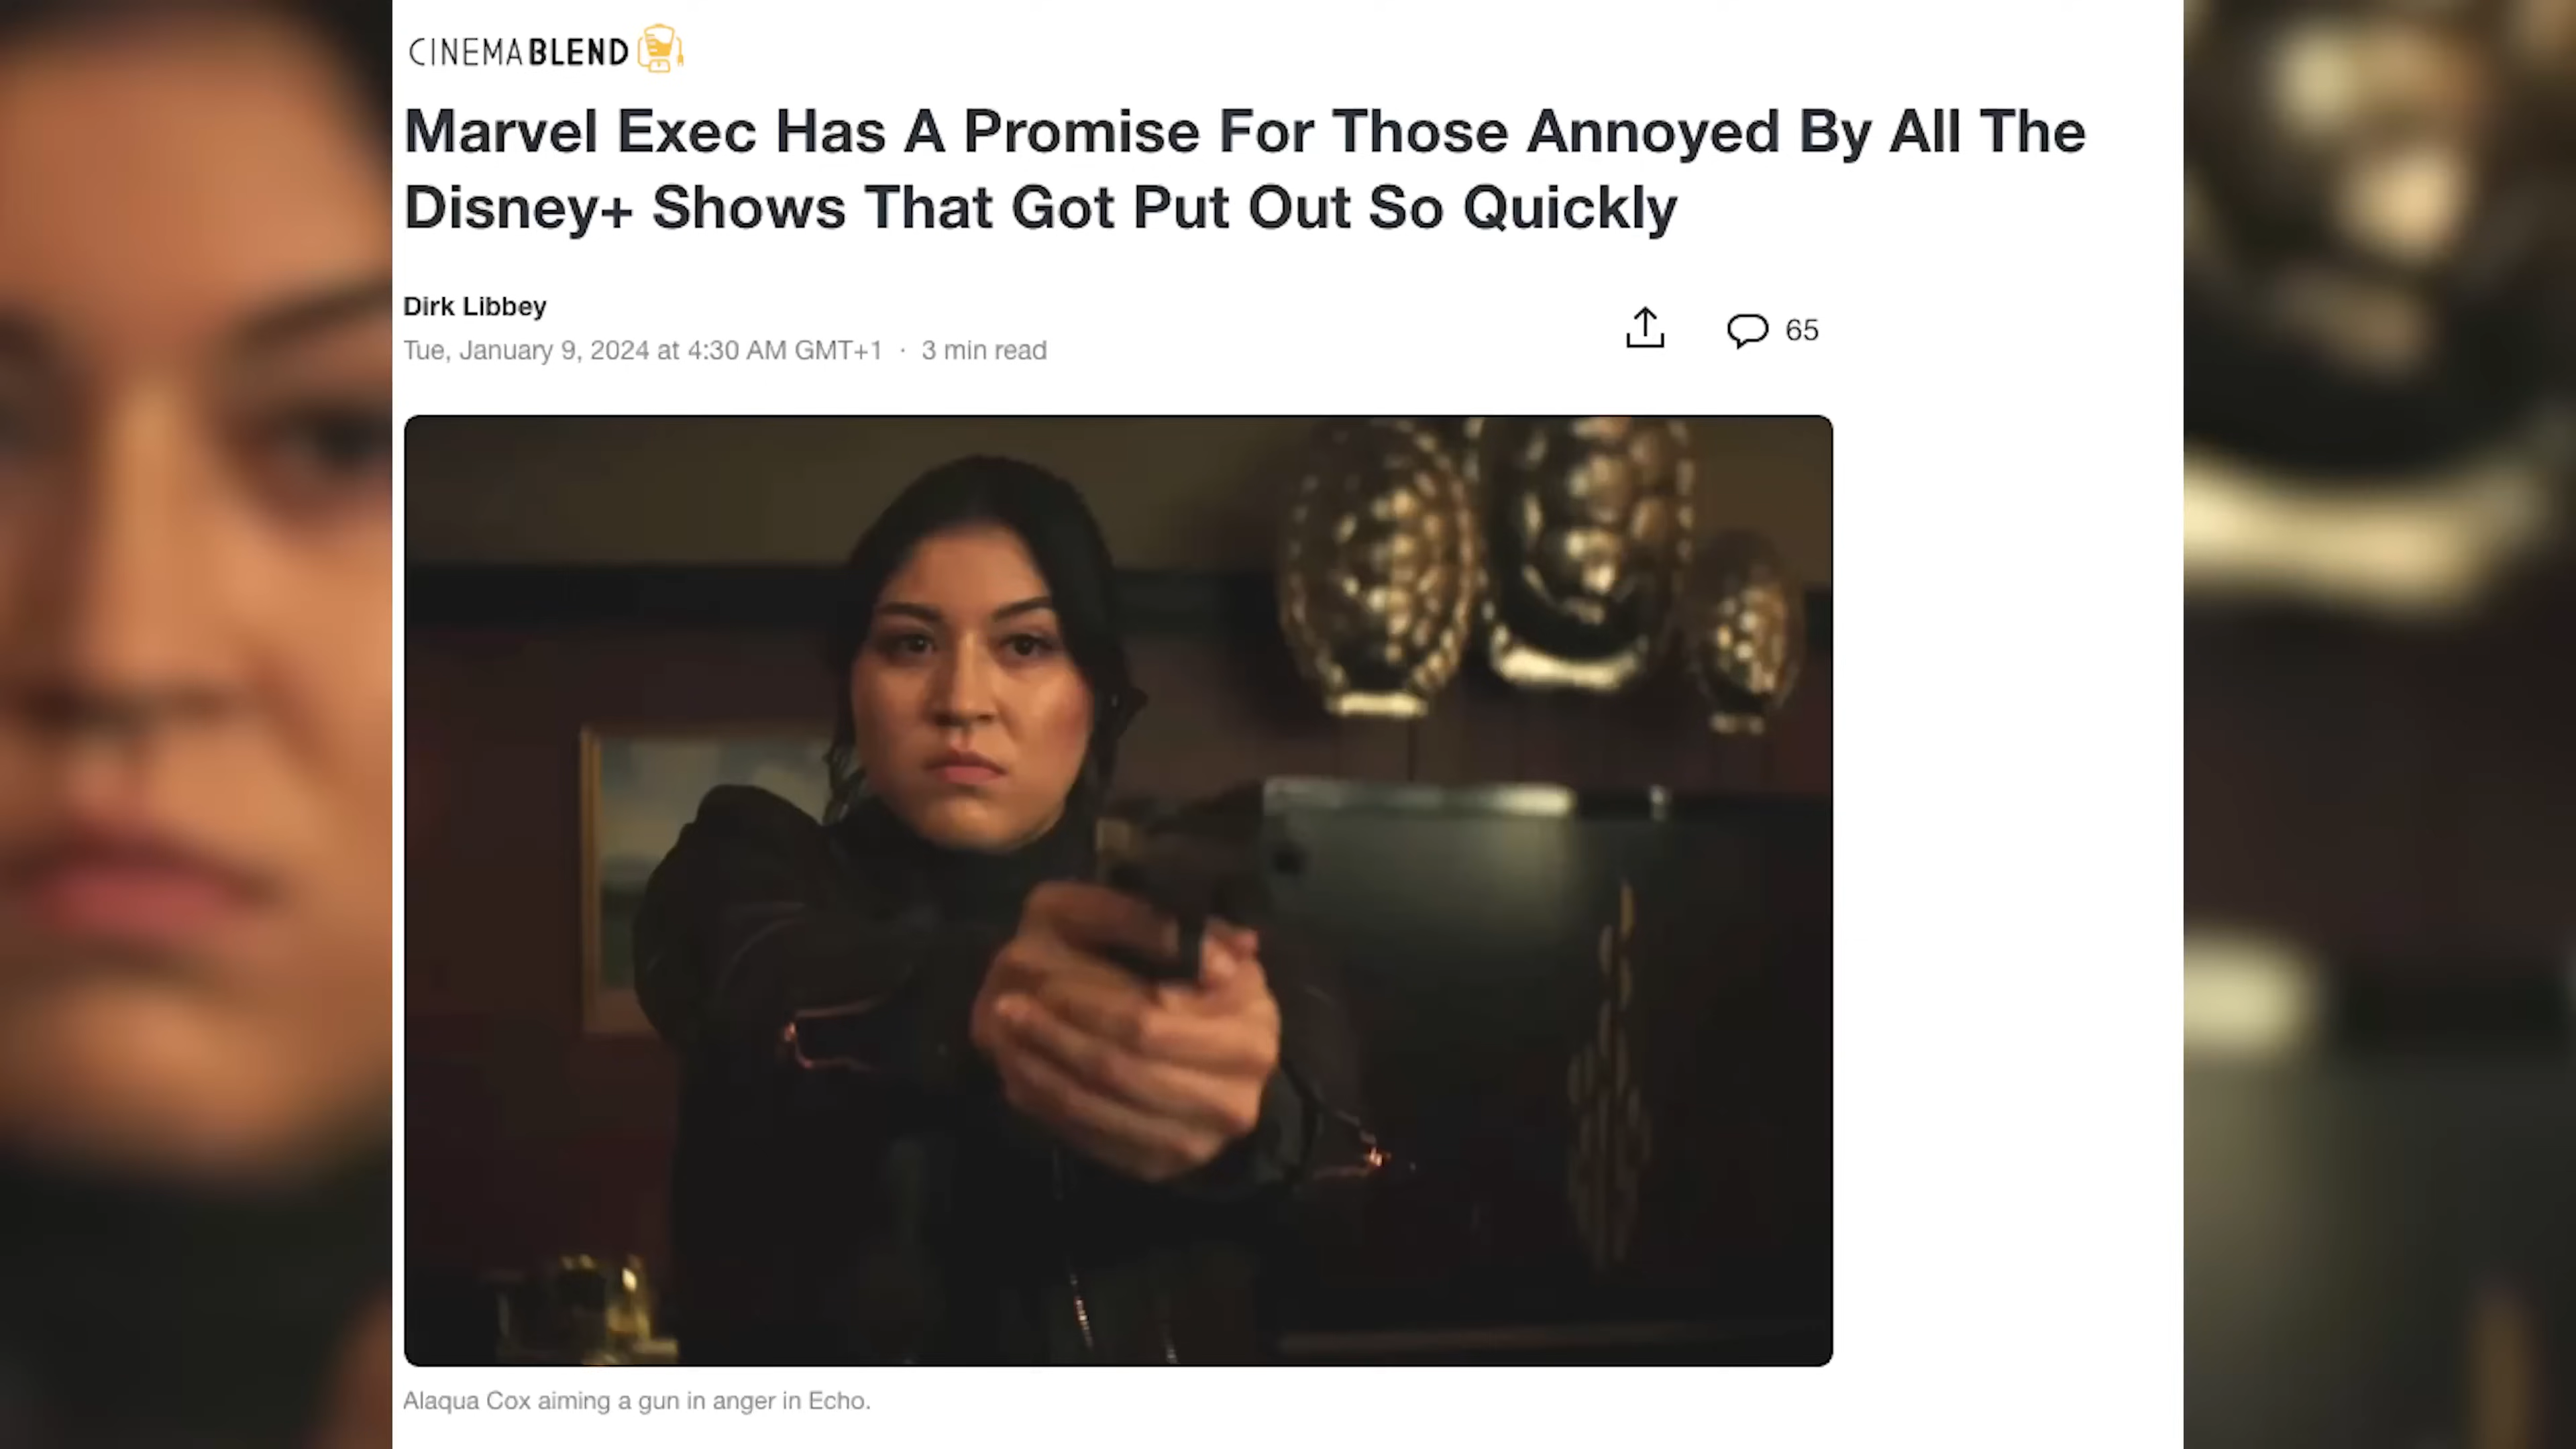 CINEMABLEND
Marvel Exec Has A Promise For Those Annoyed By All The
Disney+ Shows That Got Put Out So Quickly
Dirk Libbey
Tue, January 9, 2024 at 4:30 AM GMT+1 · 3 min read
65
Alaqua Cox aiming a gun in anger in Echo.